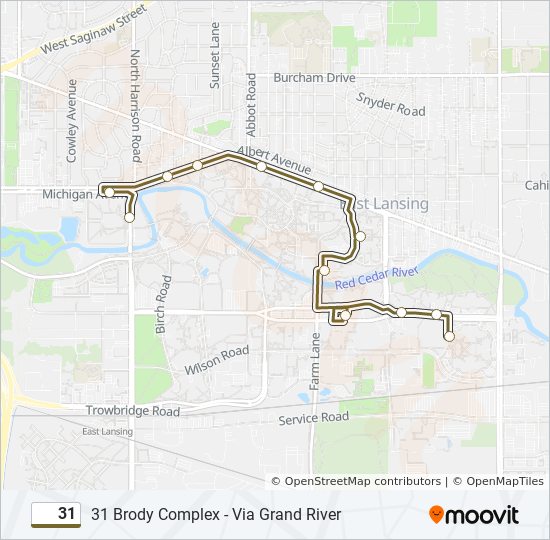 West Saginaw Street
North Harrison Road
Sunset Lane
Abbot Road
Burcham Drive
Snyder Road
Cowley Avenue
Albert Avenue
Michigan Aven
Cahi
East Lansing
Red Cedar River
Birch Road
Wilson Road
Farm Lane
Trowbridge Road
Service Road
East Lansing
© OpenStreetMap contributors | © OpenMapTiles
31
31 Brody Complex - Via Grand River
moovit